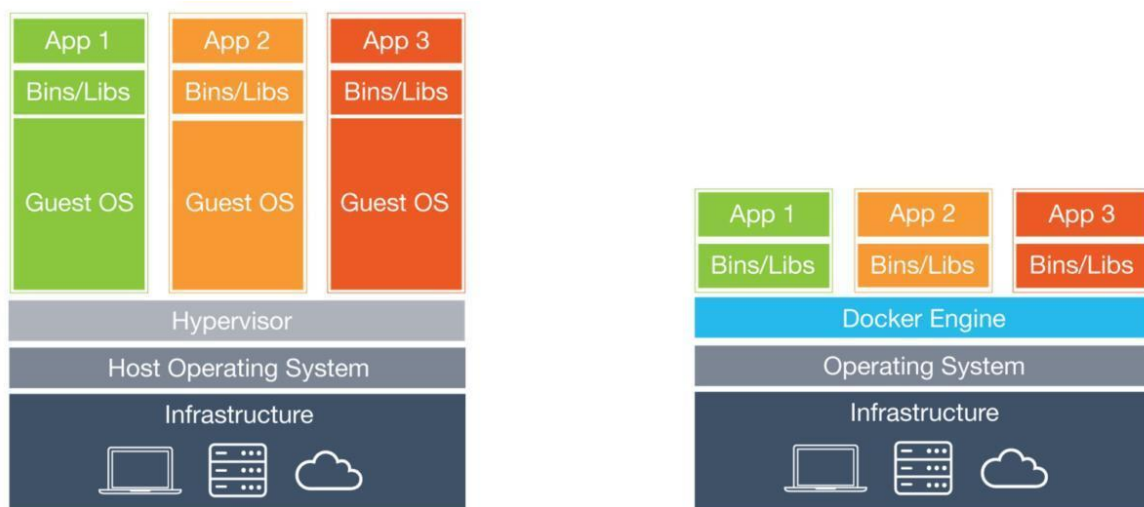 App 1
App 2
App 3
Bins/Libs
Bins/Libs
Bins/Libs
Guest OS
Guest OS
Guest OS
Hypervisor
Host Operating System
Infrastructure
App 1
App 2
App 3
Bins/Libs
Bins/Libs
Bins/Libs
Docker Engine
Operating System
Infrastructure